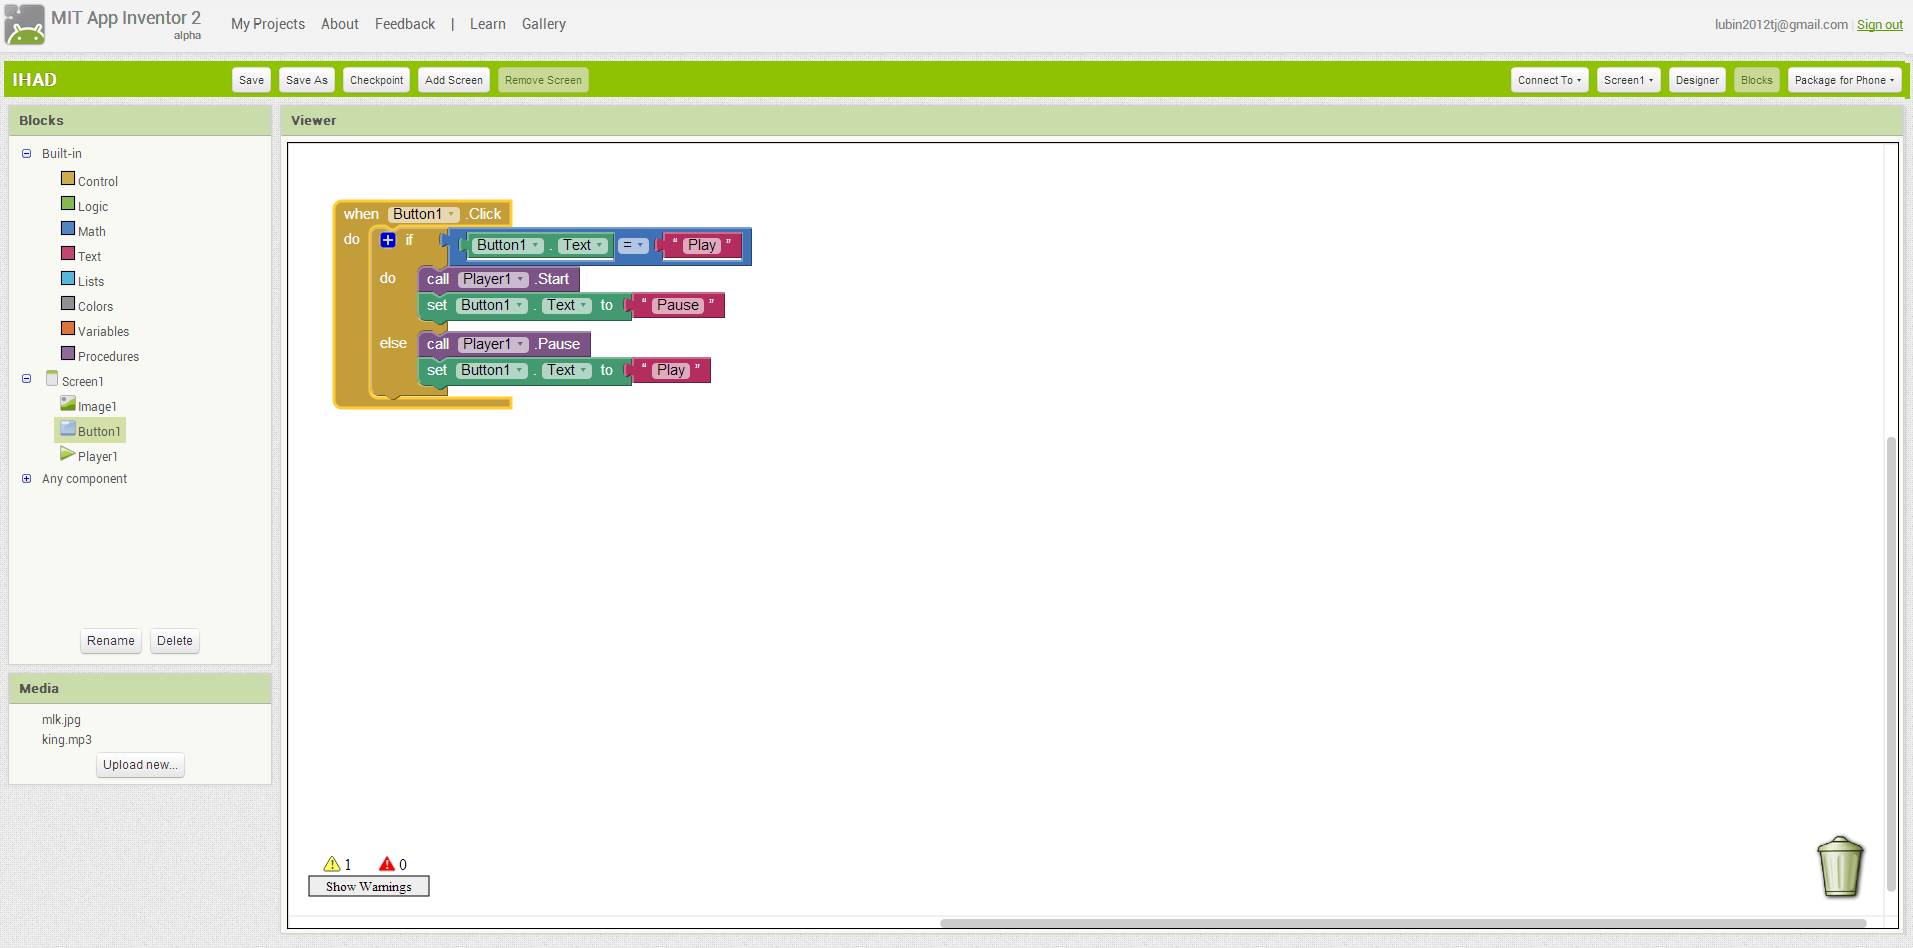 MIT App Inventor 2
alpha
My Projects About Feedback | Learn Gallery
lubin2012tj@gmail.com | Sign out
IHAD
Save Save As Checkpoint Add Screen Remove Screen
Connect To Screen1 Designer Blocks Package for Phone
Blocks
Built-in
Control
Logic
Math
Text
Lists
Colors
Variables
Procedures
Screen1
Image1
Button1
Player1
Any component
Rename Delete
Media
mlk.jpg
king.mp3
Upload new...
Viewer
when Button1 .Click
do if Button1 . Text = “ Play ”
do call Player1 .Start
set Button1 . Text to “ Pause ”
else call Player1 .Pause
set Button1 . Text to “ Play ”
1 0
Show Warnings